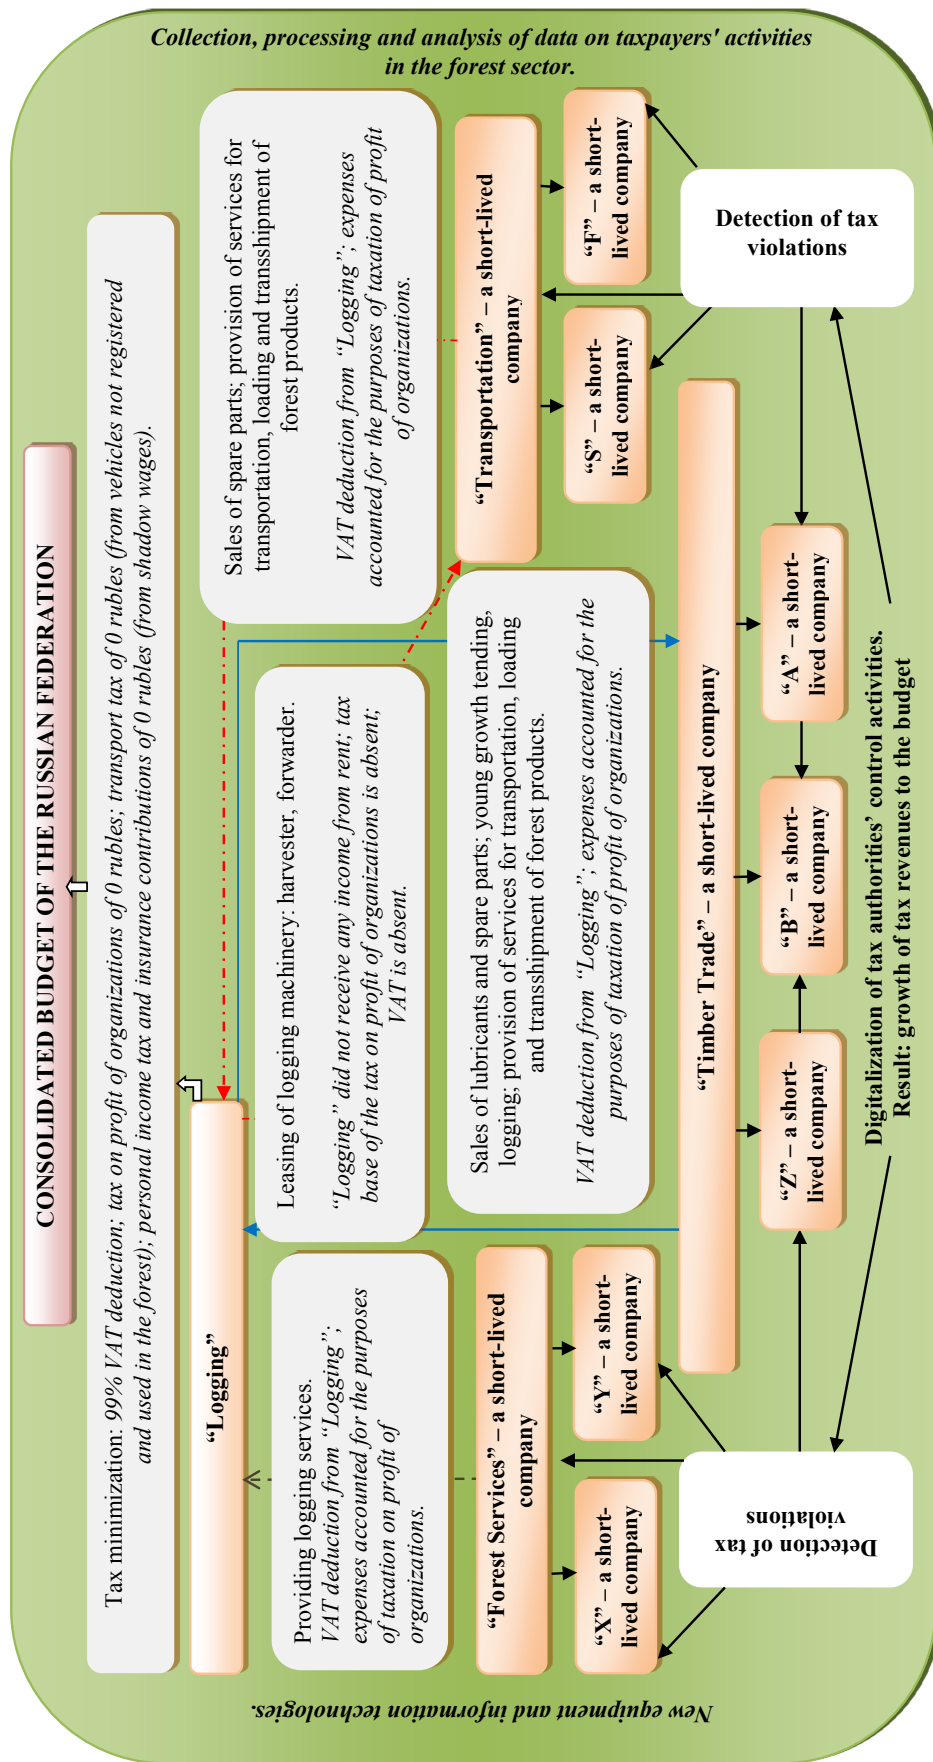 Collection, processing and analysis of data on taxpayers' activities
in the forest sector.
CONSOLIDATED BUDGET OF THE RUSSIAN FEDERATION
Tax minimization: 99% VAT deduction; tax on profit of organizations of 0 rubles; transport tax of 0 rubles (from vehicles not registered
and used in the forest); personal income tax and insurance contributions of 0 rubles (from shadow wages).
“Logging”
Providing logging services.
VAT deduction from “Logging”;
expenses accounted for the purposes
of taxation on profit of
organizations.
Leasing of logging machinery: harvester, forwarder.
“Logging” did not receive any income from rent; tax
base of the tax on profit of organizations is absent;
VAT is absent.
Sales of spare parts; provision of services for
transportation, loading and transshipment of
forest products.
VAT deduction from “Logging”; expenses
accounted for the purposes of taxation of profit
of organizations.
“Forest Services” – a short-lived
company
Sales of lubricants and spare parts; young growth tending,
logging; provision of services for transportation, loading
and transshipment of forest products.
VAT deduction from “Logging”; expenses accounted for the
purposes of taxation of profit of organizations.
“Transportation” – a short-lived
company
“X” – a short-
lived company
“Y” – a short-
lived company
“S” – a short-
lived company
“F” – a short-
lived company
“Timber Trade” – a short-lived company
“Z” – a short-
lived company
“B” – a short-
lived company
“A” – a short-
lived company
Detection of tax
violations
Detection of tax
violations
Digitalization of tax authorities’ control activities.
Result: growth of tax revenues to the budget
New equipment and information technologies.